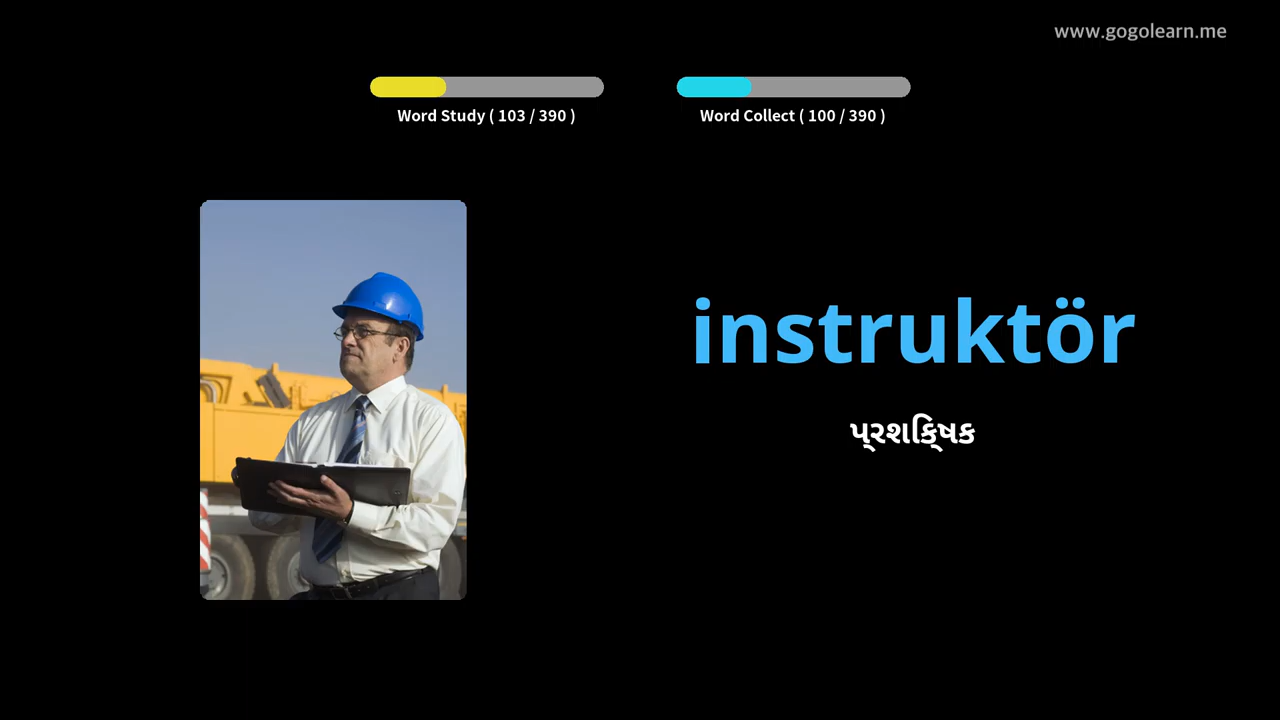 www.gogolearn.me
Word Study ( 103 / 390 )
Word Collect ( 100 / 390 )
instruktör
પ્રશિક્ષક